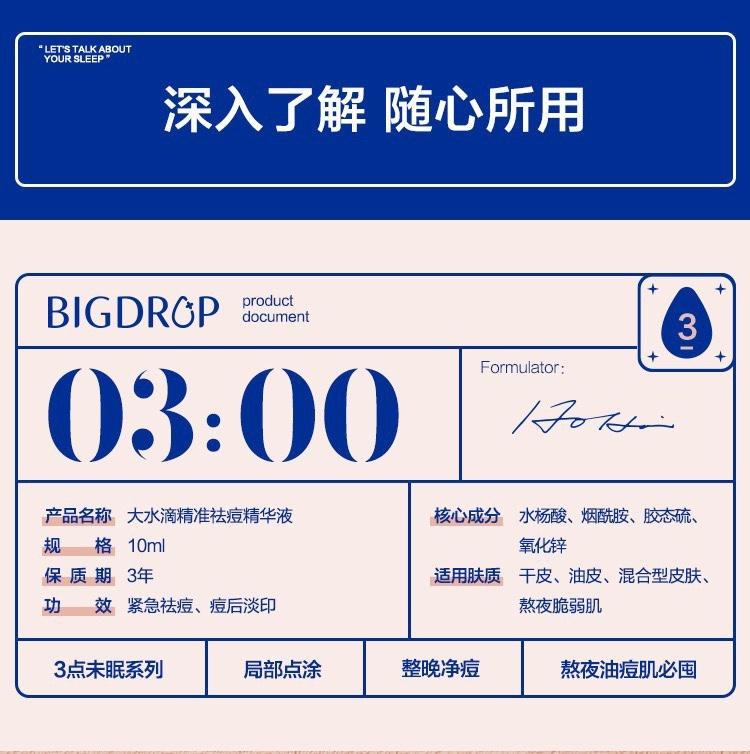 “ LET'S TALK ABOUT
YOUR SLEEP ”
深入了解 随心所用
BIGDROP
product
document
3
03:00
Formulator:
产品名称 大水滴精准祛痘精华液
规格 10ml
保质期 3年
功效 紧急祛痘、痘后淡印
核心成分 水杨酸、烟酰胺、胶态硫、
氧化锌
适用肤质 干皮、油皮、混合型皮肤、
熬夜脆弱肌
3点未眠系列
局部点涂
整晚净痘
熬夜油痘肌必囤